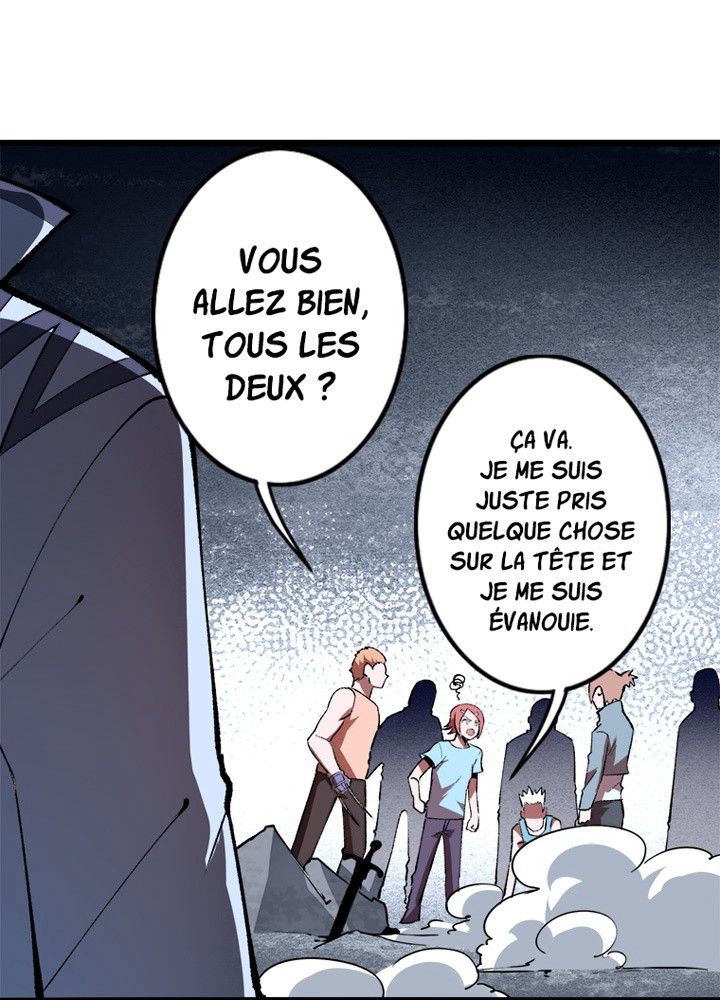 VOUS
ALLEZ BIEN,
TOUS LES
DEUX ?
ÇA VA.
JE ME SUIS
JUSTE PRIS
QUELQUE CHOSE
SUR LA TÊTE ET
JE ME SUIS
ÉVANOUIE.